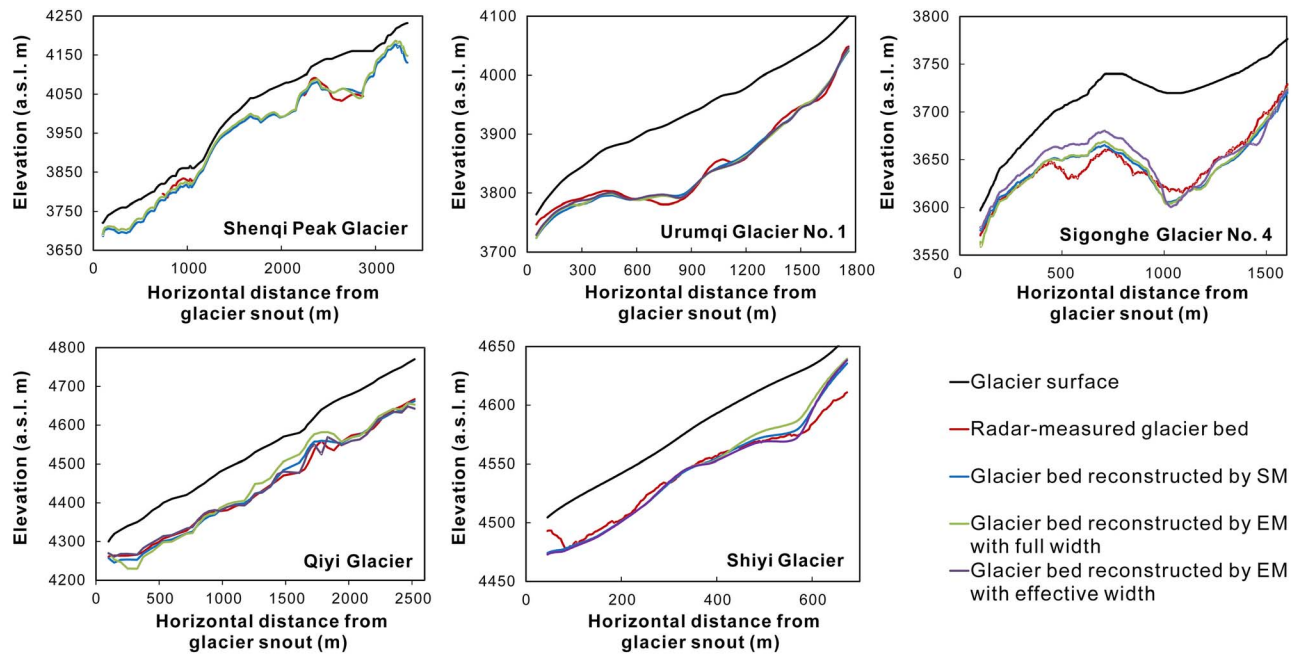 4250
4150
4050
3950
3850
3750
3650
Elevation (a.s.l. m)
Shenqi Peak Glacier
0 1000 2000 3000
Horizontal distance from
glacier snout (m)
4100
4000
3900
3800
3700
Elevation (a.s.l. m)
Urumqi Glacier No. 1
0 300 600 900 1200 1500 1800
Horizontal distance from
glacier snout (m)
3800
3750
3700
3650
3600
3550
Elevation (a.s.l. m)
Sigonghe Glacier No. 4
0 500 1000 1500
Horizontal distance from
glacier snout (m)
4800
4700
4600
4500
4400
4300
4200
Elevation (a.s.l. m)
Qiyi Glacier
0 500 1000 1500 2000 2500
Horizontal distance from
glacier snout (m)
4650
4600
4550
4500
4450
Elevation (a.s.l. m)
Shiyi Glacier
0 200 400 600
Horizontal distance from
glacier snout (m)
Glacier surface
Radar-measured glacier bed
Glacier bed reconstructed by SM
Glacier bed reconstructed by EM
with full width
Glacier bed reconstructed by EM
with effective width